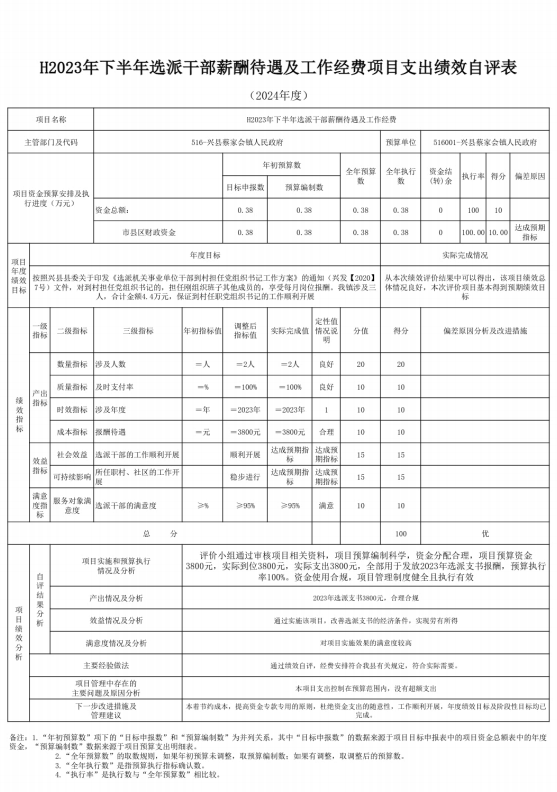 H2023年下半年选派干部薪酬待遇及工作经费项目支出绩效自评表
（2024年度）
项目名称 H2023年下半年选派干部薪酬待遇及工作经费
主管部门及代码 516-兴县蔡家会镇人民政府 预算单位 516001-兴县蔡家会镇人民政府
项目资金预算安排及执行进度（万元） 年初预算数 全年预算数 全年执行数 资金结(转)余 执行率 得分 偏差原因
目标申报数 预算编制数
资金总额： 0.38 0.38 0.38 0.38 0 100 10
市县区财政资金 0.38 0.38 0.38 0.38 0 100.00 10.00 达成预期指标
项目年度绩效目标 年度目标 实际完成情况
按照兴县县委关于印发《选派机关事业单位干部到村担任党组织书记工作方案》的通知（兴发【2020】
7号）文件，对到村担任党组织书记的，担任刚组织班子其他成员的，享受每月岗位报酬。我镇涉及三
人，合计金额4.4万元，保证到村任职党组织书记的工作顺利开展
从本次绩效评价结果中可以得出，该项目绩效总
体情况良好，本次评价项目基本得到预期绩效目
标
绩效指标 一级指标 二级指标 三级指标 年初指标值 调整后指标值 实际完成值 定性值情况说明 分值 得分 偏差原因分析及改进措施
产出指标 数量指标 涉及人数 ＝人 ＝2人 ＝2人 良好 20 20
质量指标 及时支付率 ＝% ＝100% ＝100% 良好 10 10
时效指标 涉及年度 ＝年 ＝2023年 ＝2023年 1 10 10
成本指标 报酬待遇 ＝元 ＝3800元 ＝3800元 合理 10 10
效益指标 社会效益 选派干部的工作顺利开展 顺利开展 达成预期指标 达成预期指标 15 15
可持续影响 所任职村、社区的工作开展 稳步进行 达成预期指标 达成预期指标 15 15
满意度指标 服务对象满意度 选派干部的满意度 ≥% ≥95% ≥95% 满意 10 10
总 分 100 优
项目绩效分析 自评结果分析 项目实施和预算执行情况及分析
评价小组通过审核项目相关资料，项目预算编制科学，资金分配合理，项目预算资金
3800元，实际到位3800元，实际支出3800元，全部用于发放2023年选派支书报酬，预算执行
率100%。资金使用合规，项目管理制度健全且执行有效
产出情况及分析 2023年选派支书3800元，合理合规
效益情况及分析 通过实施该项目，改善选派支书的经济条件，实现劳有所得
满意度情况及分析 对项目实施效果的满意度较高
主要经验做法 通过绩效自评，经费安排符合我县有关规定，符合实际需要。
项目管理中存在的主要问题及原因分析 本项目支出控制在预算范围内，没有超额支出
下一步改进措施及管理建议 本着节约成本，提高资金专款专用的原则，杜绝资金支出的随意性，工作顺利开展，年度绩效目标及阶段性目标均已
完成。
备注：1.“年初预算数”项下的“目标申报数”和“预算编制数”为并列关系，其中“目标申报数”的数据来源于项目目标申报表中的项目资金总额表中的年度
资金，“预算编制数”数据来源于项目预算支出明细表。
2.“全年预算数”的取数规则，如果年初预算未调整，取预算编制数；如果有调整，取调整后的预算数。
3.“全年执行数”是指预算执行指标确认数。
4.“执行率”是执行数与“全年预算数”相比较。